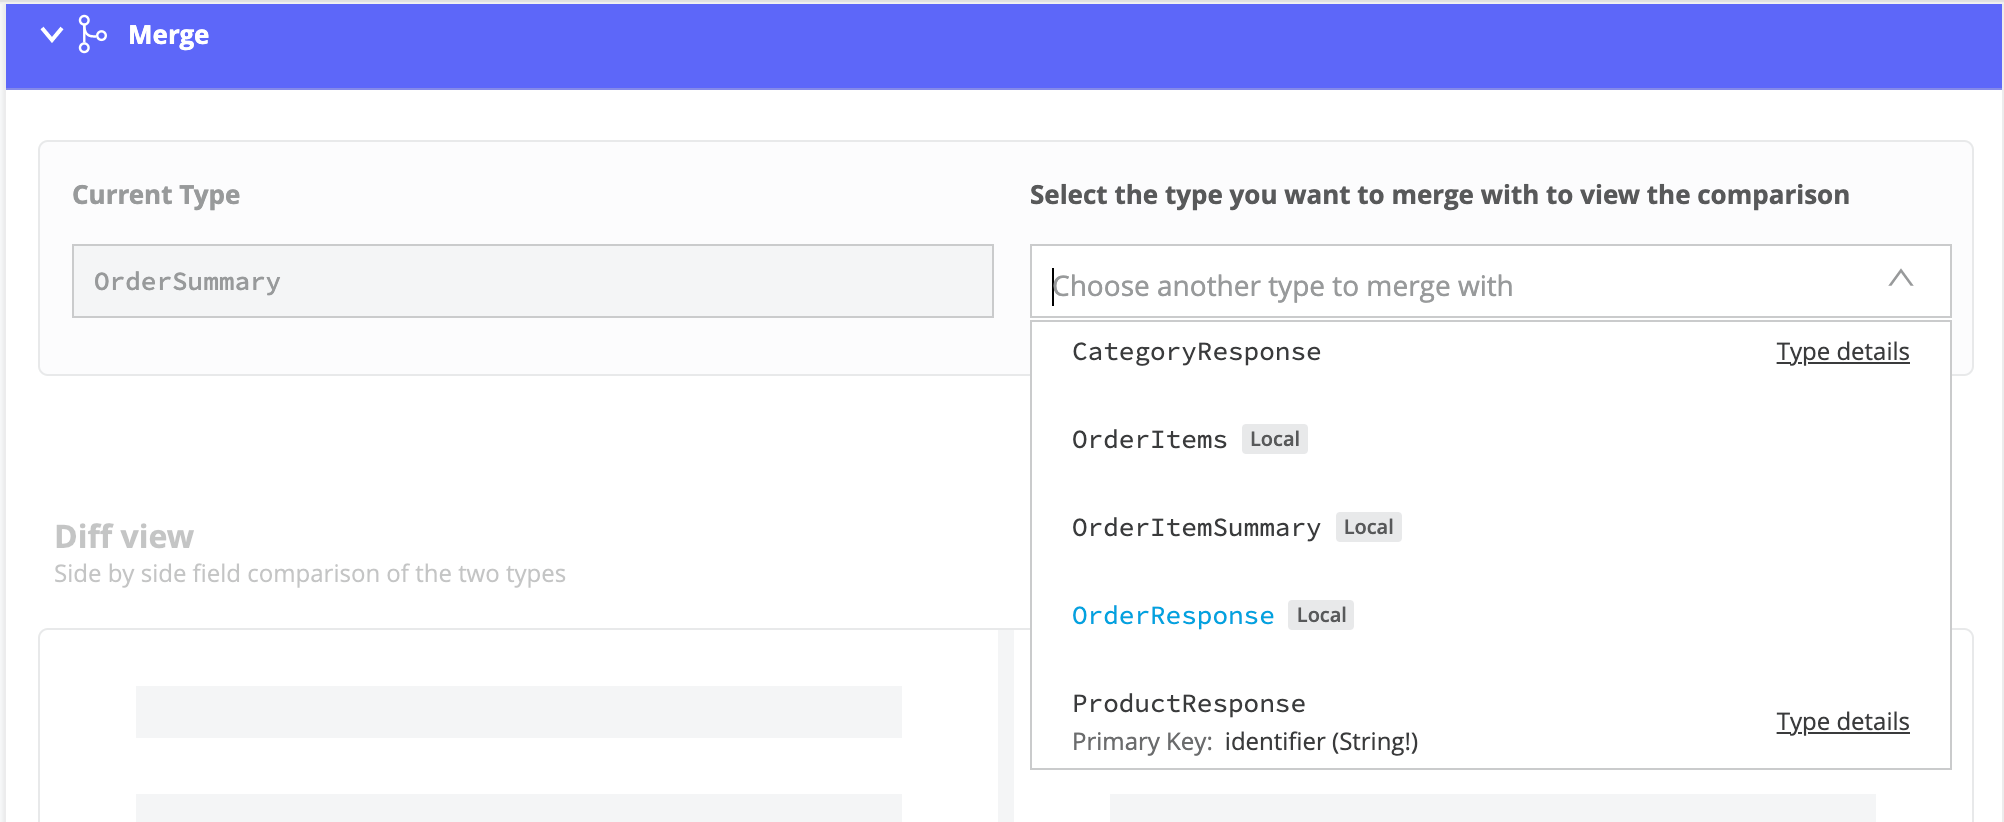 Merge
Current Type
OrderSummary
Select the type you want to merge with to view the comparison
Choose another type to merge with
CategoryResponse Type details
OrderItems Local
OrderItemSummary Local
OrderResponse Local
ProductResponse
Primary Key: identifier (String!) Type details
Diff view
Side by side field comparison of the two types